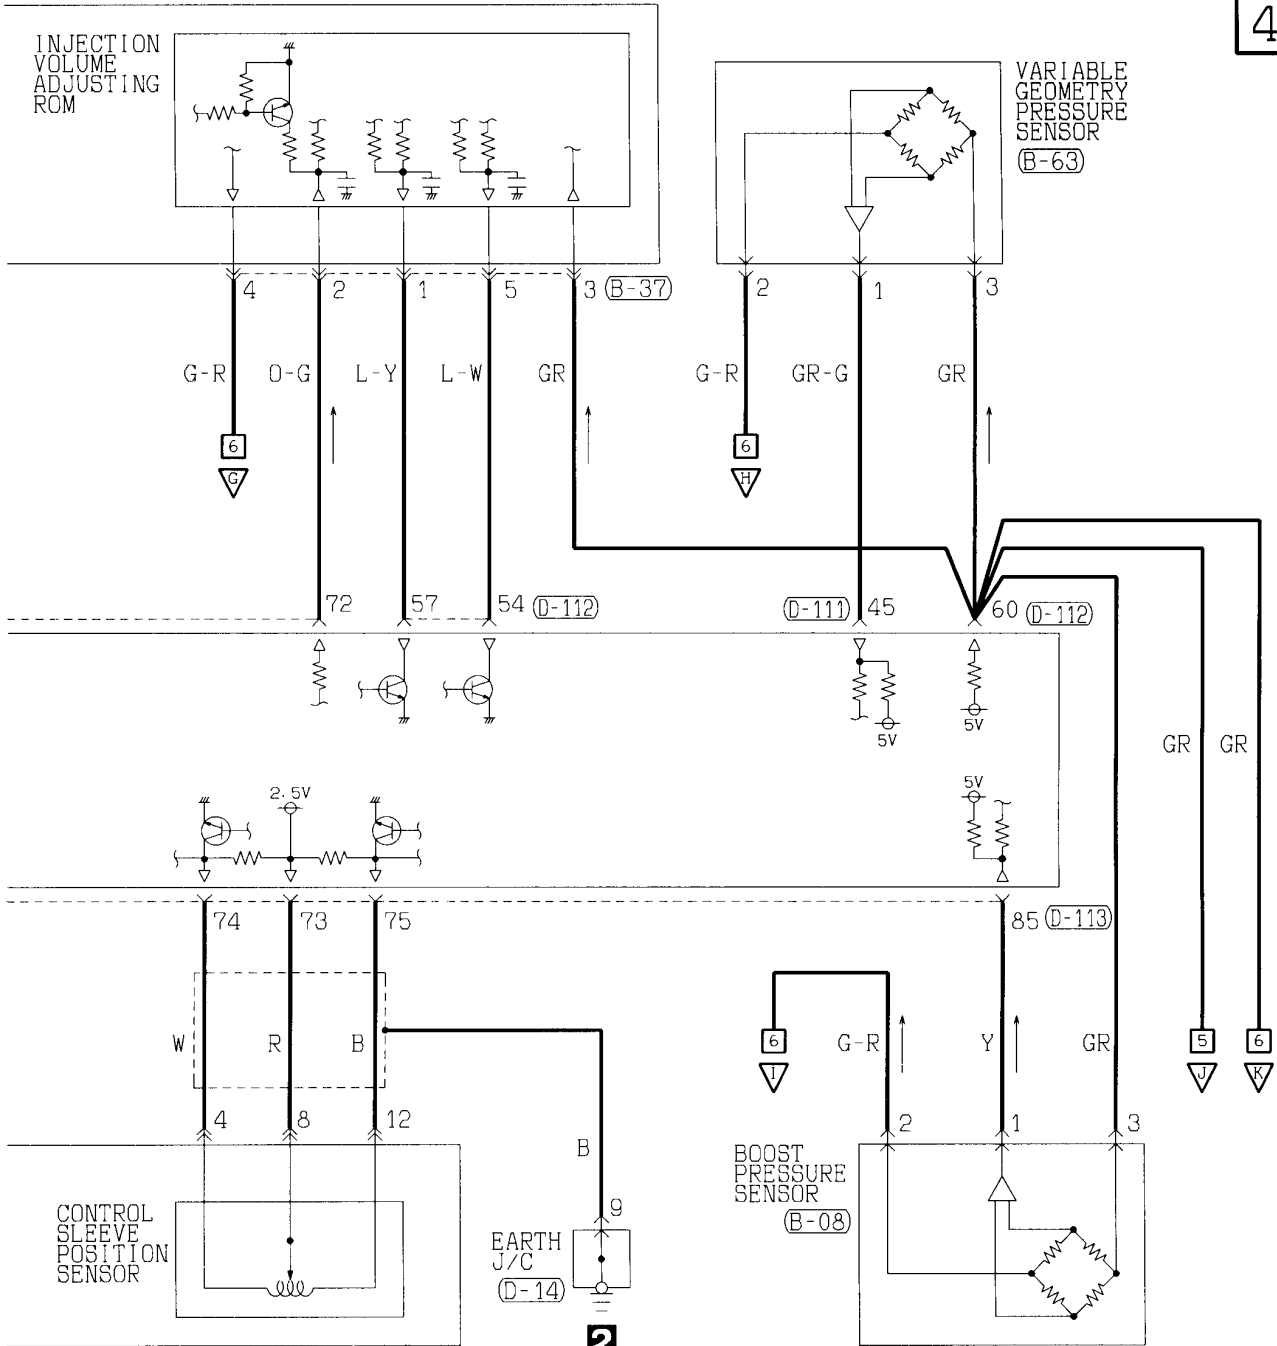 4
INJECTION
VOLUME
ADJUSTING
ROM
VARIABLE
GEOMETRY
PRESSURE
SENSOR
B-63
4 2 1 5 3 B-37
2 1 3
G-R O-G L-Y L-W GR
G-R GR-G GR
6
G
6
H
72 57 54 D-112
D-111 45 60 D-112
5V
5V
GR GR
2.5V
5V
74 73 75
85 D-113
W R B
6
I
G-R Y GR
5
J
6
K
4 8 12
2 1 3
B
9
CONTROL
SLEEVE
POSITION
SENSOR
EARTH
J/C
D-14
2
BOOST
PRESSURE
SENSOR
B-08